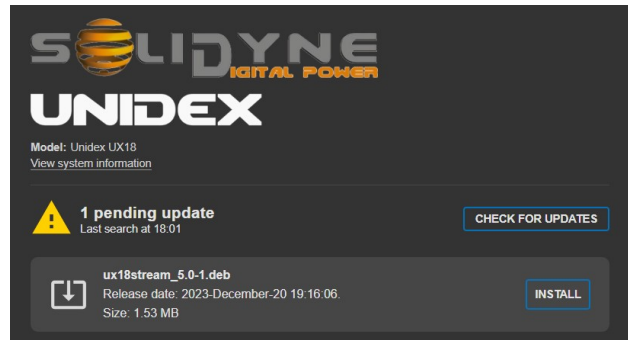 SOLIDYNE
DIGITAL POWER
UNIDEX
Model: Unidex UX18
View system information
1 pending update
Last search at 18:01
CHECK FOR UPDATES
ux18stream_5.0-1.deb
Release date: 2023-December-20 19:16:06.
INSTALL
Size: 1.53 MB